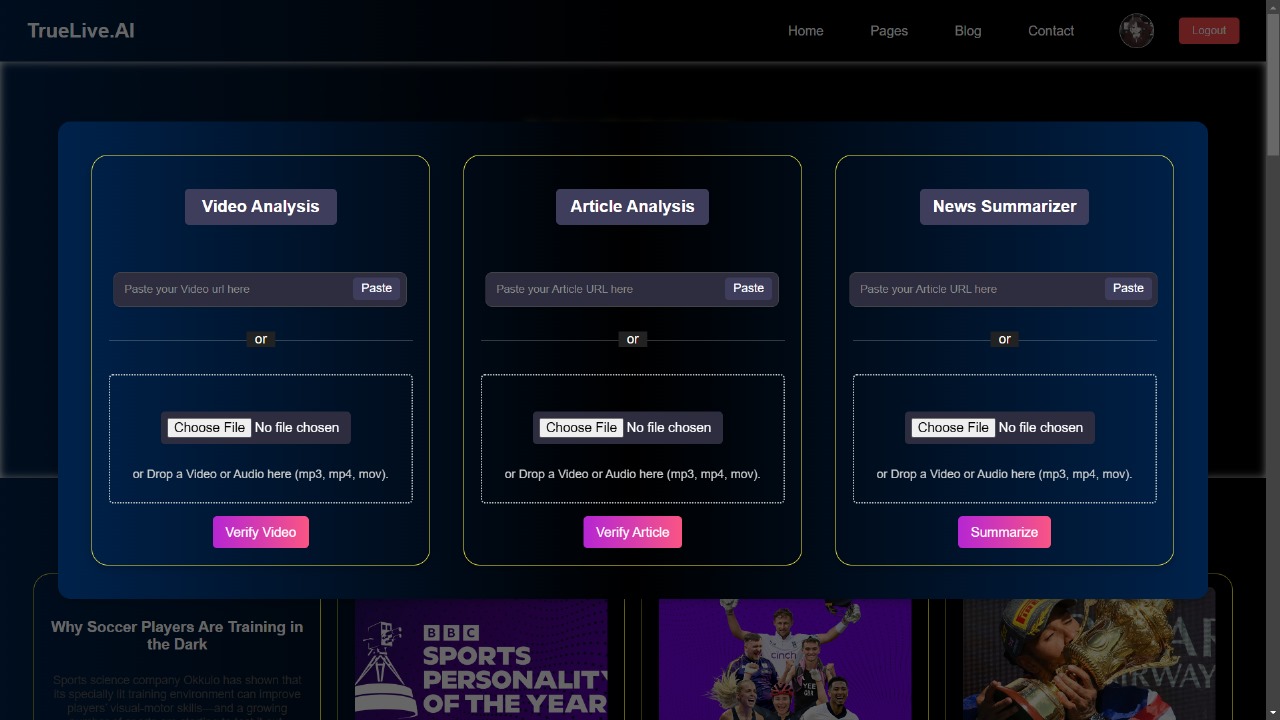 TrueLive.AI
Home
Pages
Blog
Contact
Logout
Video Analysis
Paste your Video url here
Paste
or
Choose File No file chosen
or Drop a Video or Audio here (mp3, mp4, mov).
Verify Video
Article Analysis
Paste your Article URL here
Paste
or
Choose File No file chosen
or Drop a Video or Audio here (mp3, mp4, mov).
Verify Article
News Summarizer
Paste your Article URL here
Paste
or
Choose File No file chosen
or Drop a Video or Audio here (mp3, mp4, mov).
Summarize
Why Soccer Players Are Training in
the Dark
Sports science company Okkulo has shown that
its specially lit training environment can improve
players' visual-motor skills—and a growing
BBC
SPORTS
PERSONALITY
OF THE YEAR
cinch